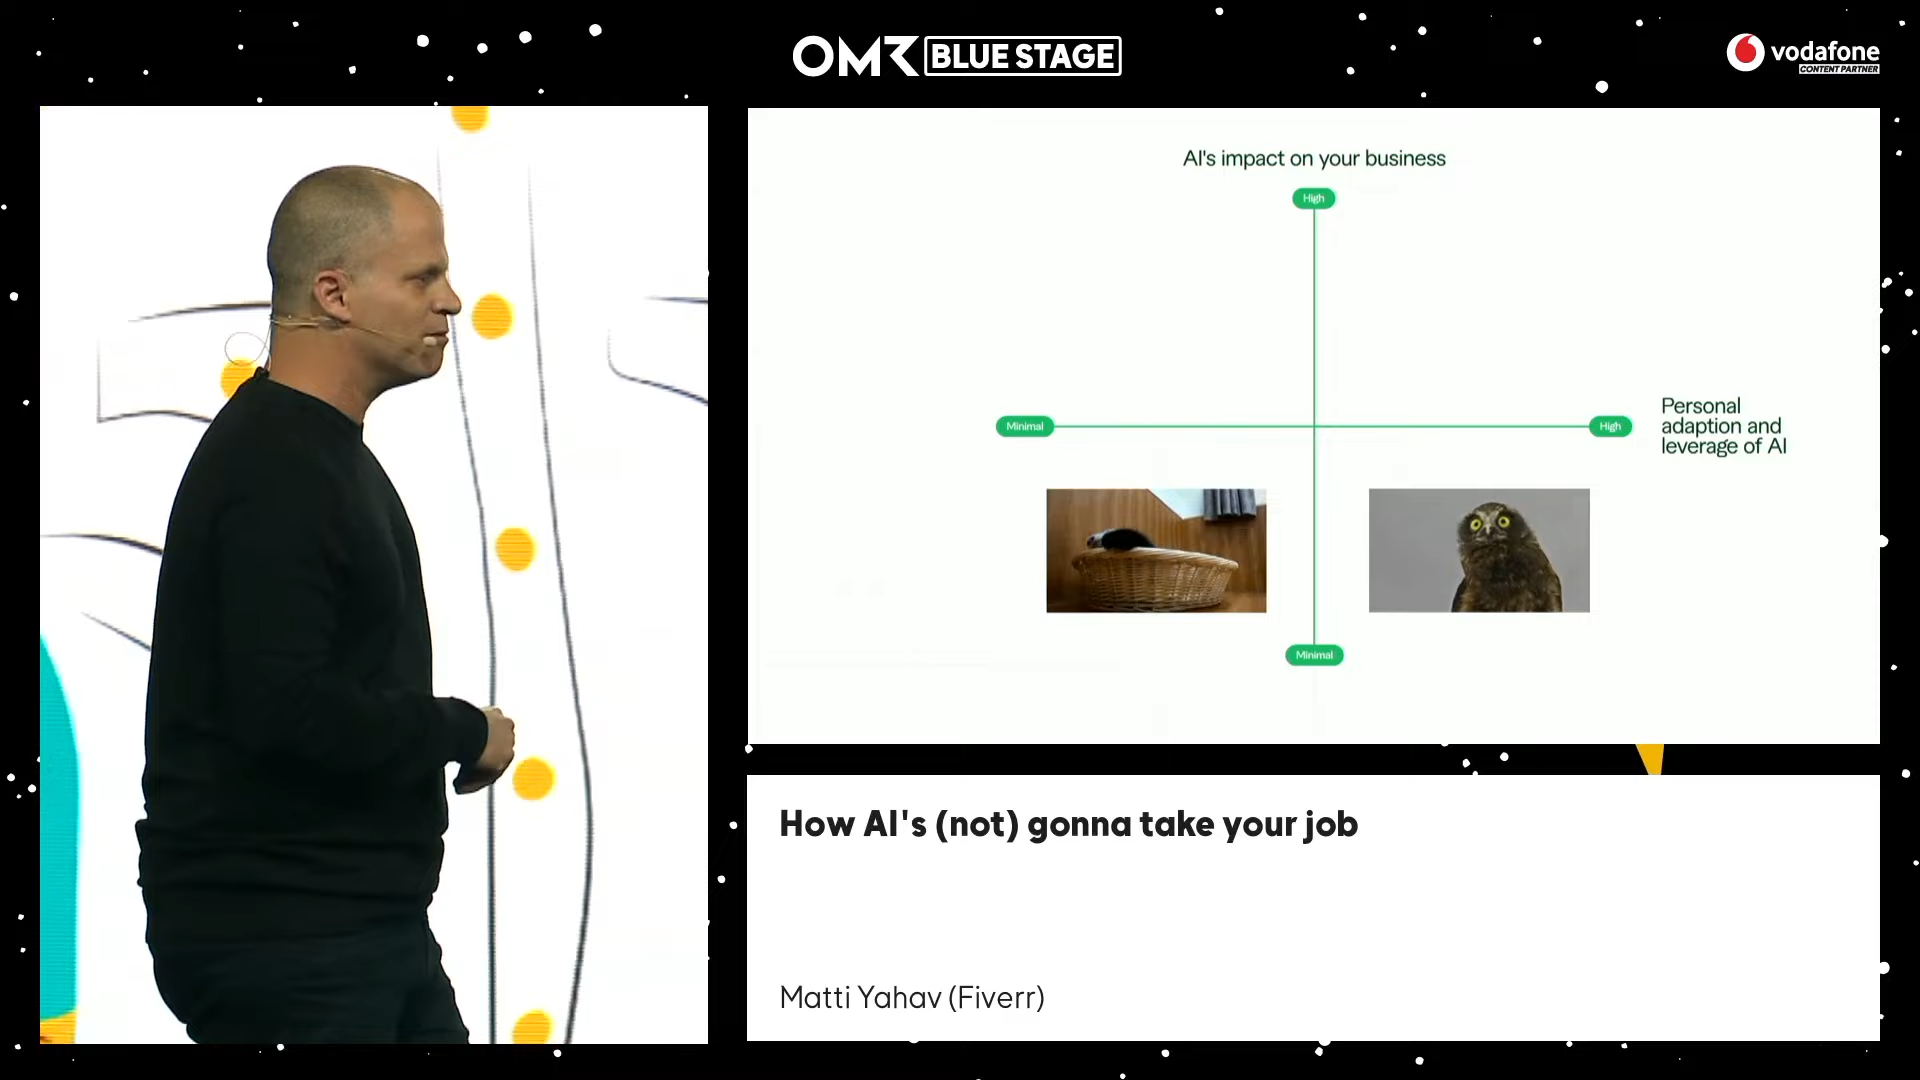 OMR BLUE STAGE
vodafone
CONTENT PARTNER
AI's impact on your business
High
Minimal
High
Personal
adaption and
leverage of AI
Minimal
How AI's (not) gonna take your job
Matti Yahav (Fiverr)